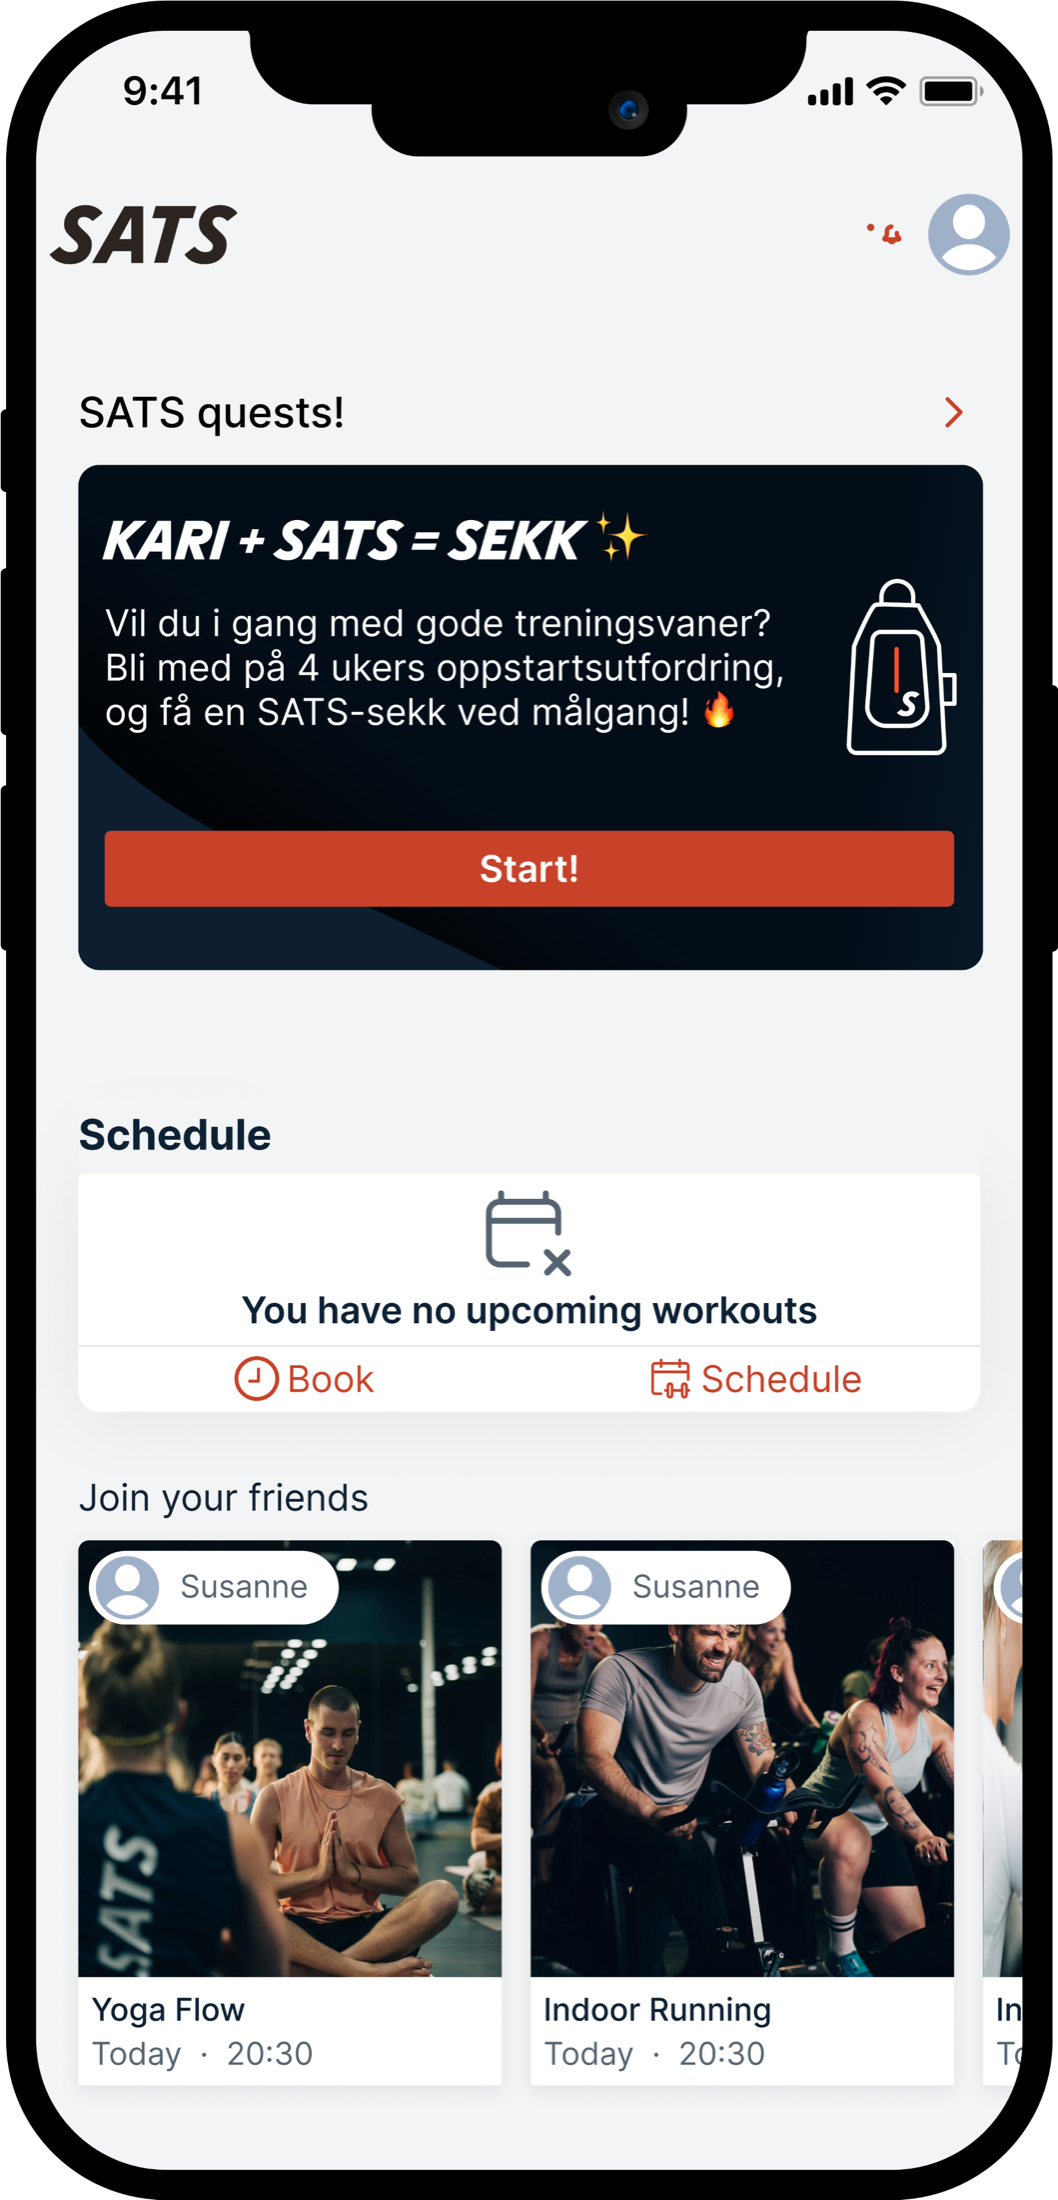 9:41
SATS
SATS quests!
KARI + SATS = SEKK ✨
Vil du i gang med gode treningsvaner?
Bli med på 4 ukers oppstartsutfordring,
og få en SATS-sekk ved målgang! 🔥
S
Start!
Schedule
You have no upcoming workouts
Book
Schedule
Join your friends
Susanne
Susanne
SATS
Yoga Flow
Today · 20:30
Indoor Running
Today · 20:30
In